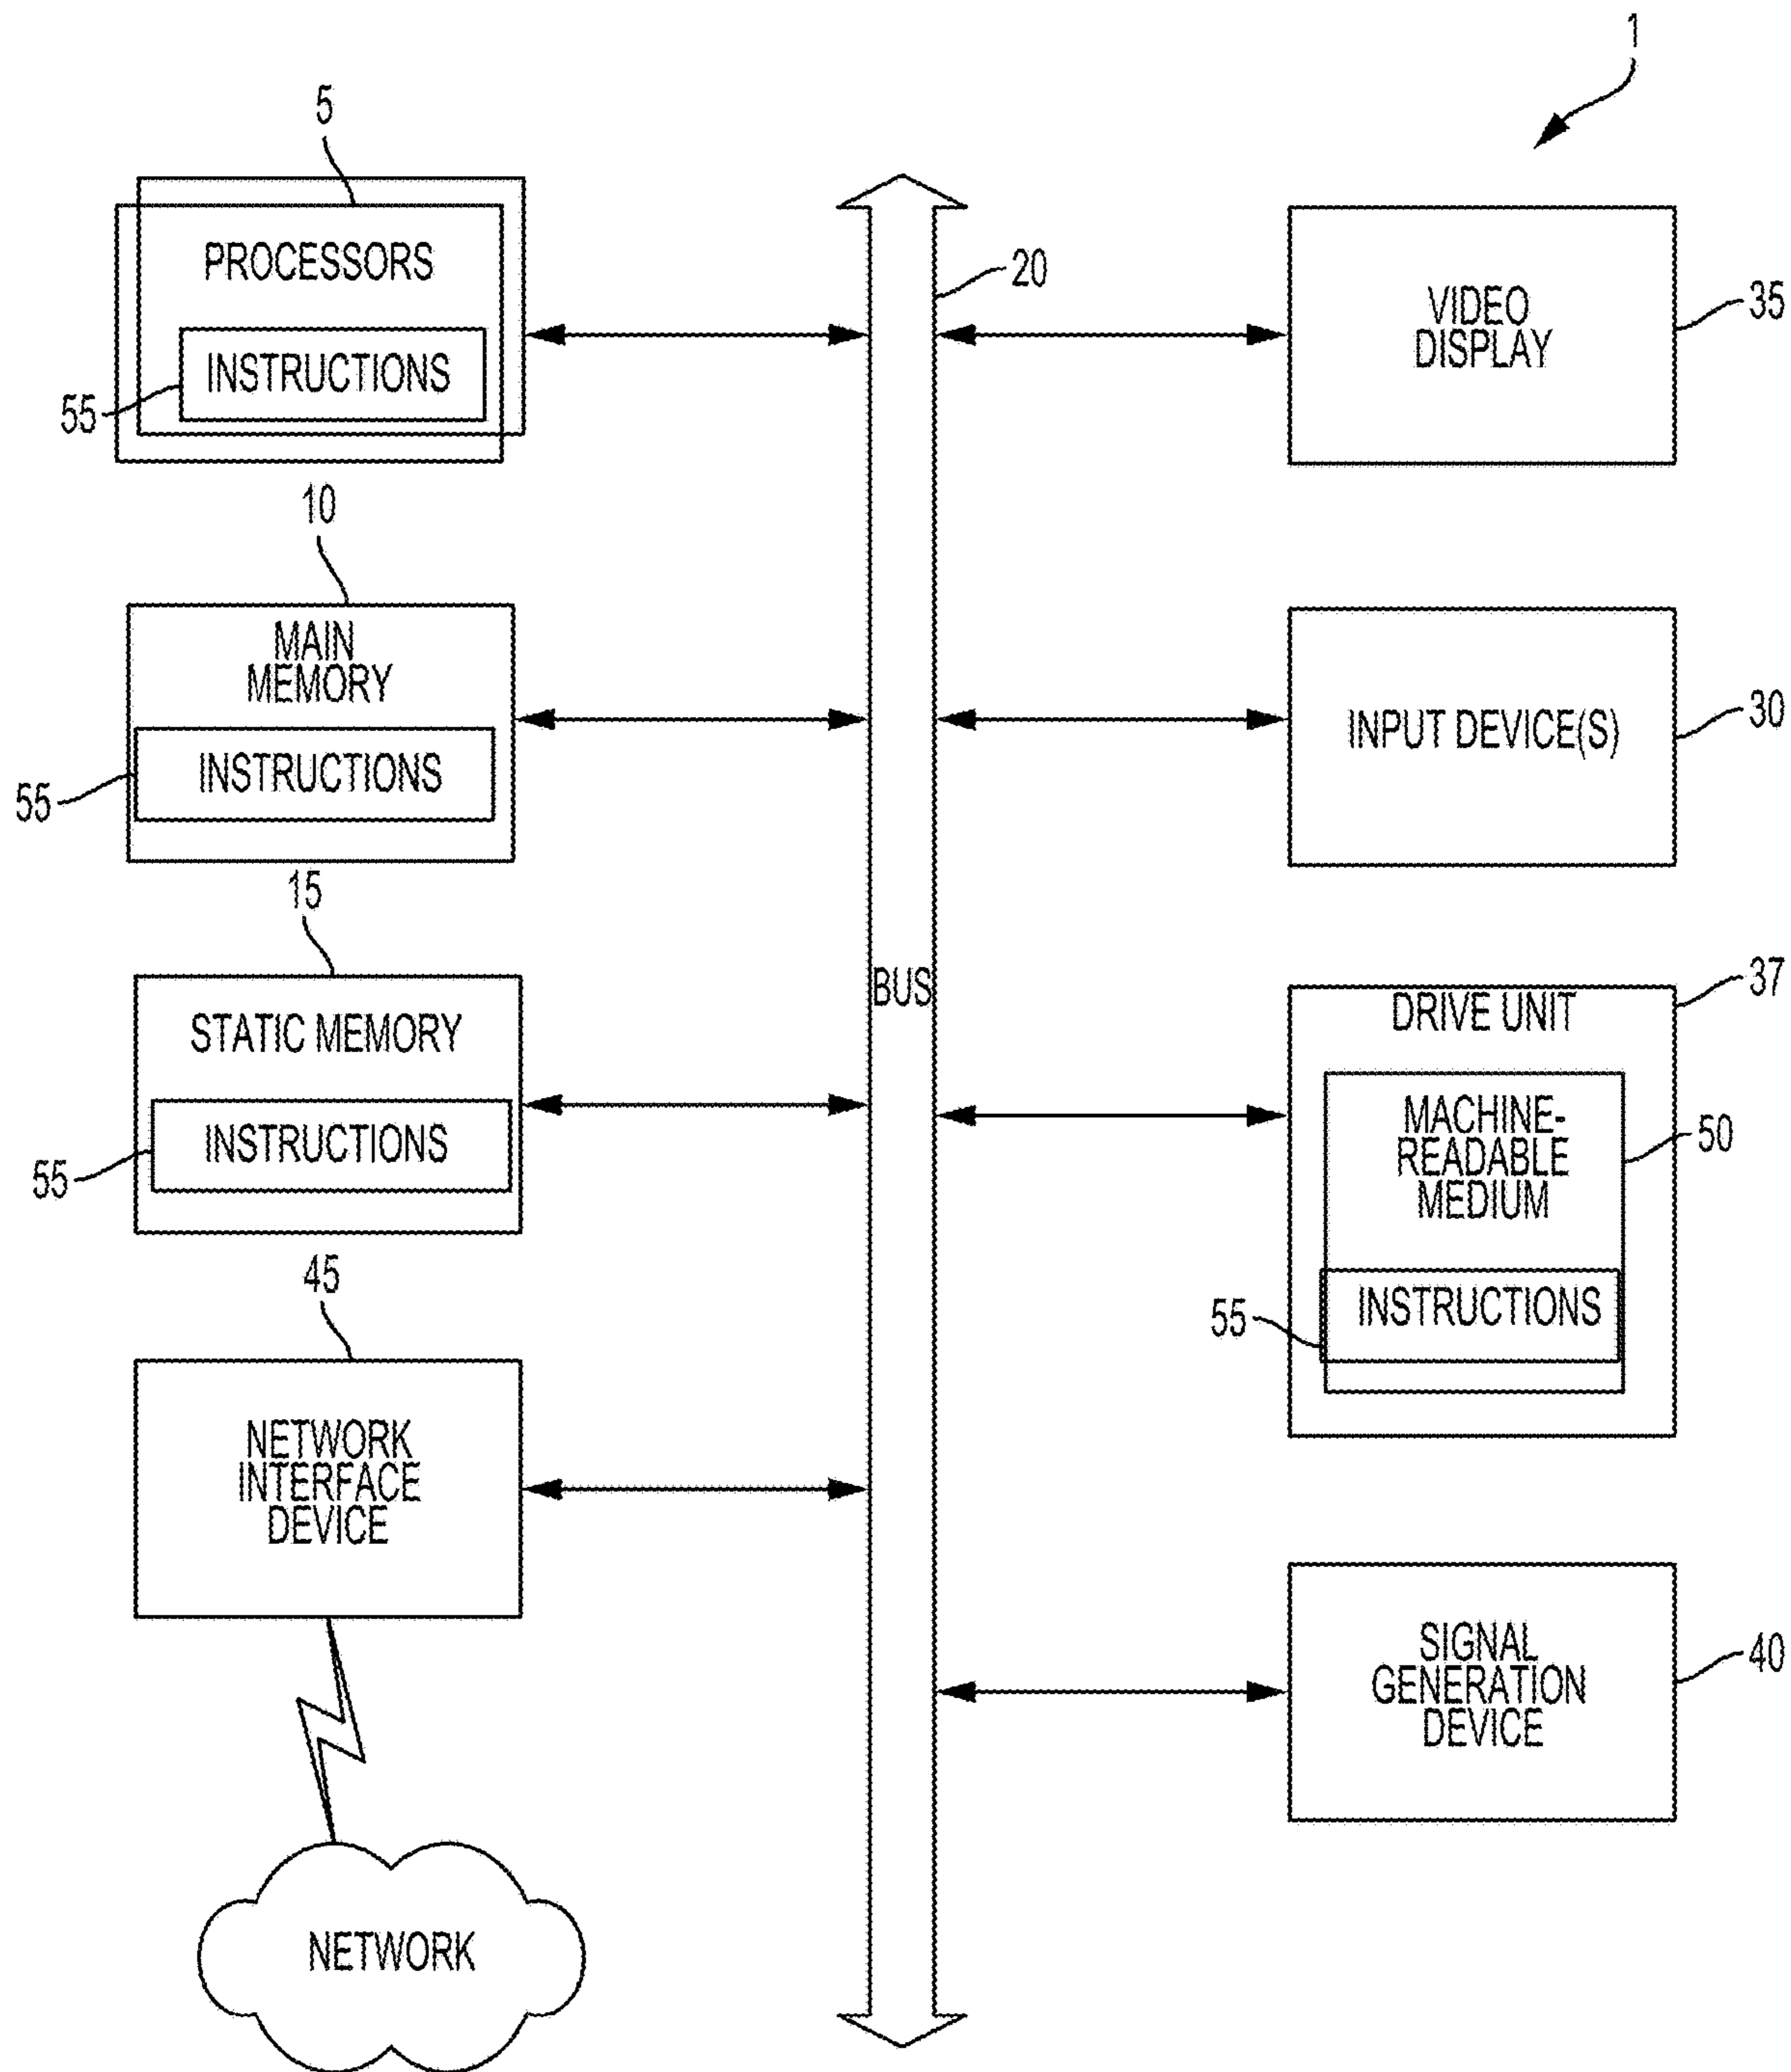 1
5
PROCESSORS
INSTRUCTIONS
55
10
MAIN
MEMORY
INSTRUCTIONS
55
15
STATIC MEMORY
INSTRUCTIONS
55
45
NETWORK
INTERFACE
DEVICE
NETWORK
20
BUS
VIDEO
DISPLAY
35
INPUT DEVICE(S)
30
37
DRIVE UNIT
MACHINE-
READABLE
MEDIUM
50
INSTRUCTIONS
55
SIGNAL
GENERATION
DEVICE
40